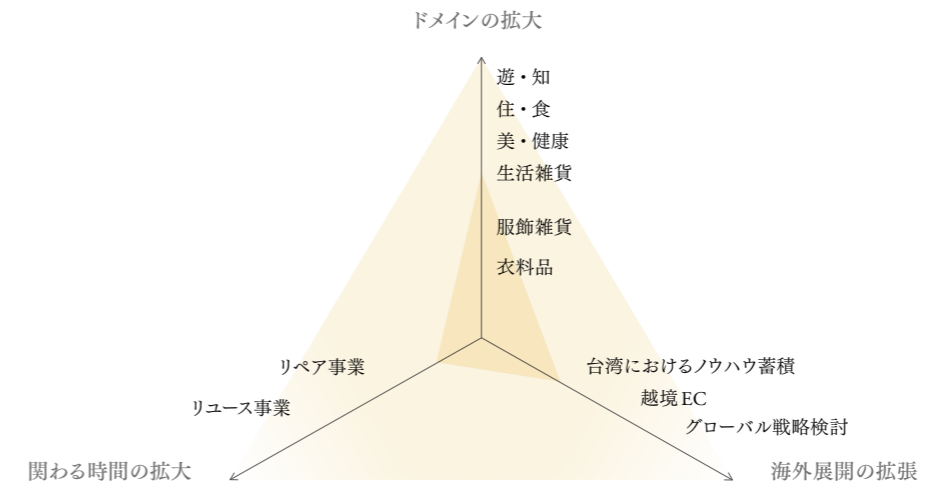 ドメインの拡大
遊・知
住・食
美・健康
生活雑貨
服飾雑貨
衣料品
リペア事業
リユース事業
関わる時間の拡大
台湾におけるノウハウ蓄積
越境EC
グローバル戦略検討
海外展開の拡張